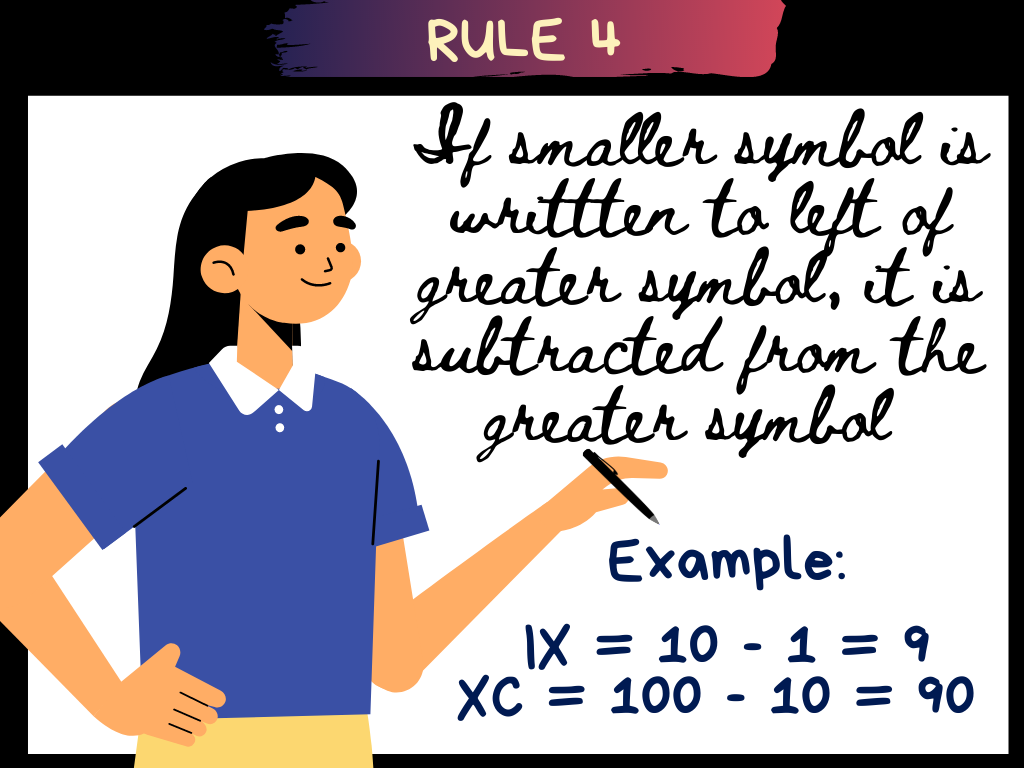 RULE 4
If smaller symbol is
writtten to left of
greater symbol, it is
subtracted from the
greater symbol
Example:
IX = 10 - 1 = 9
XC = 100 - 10 = 90